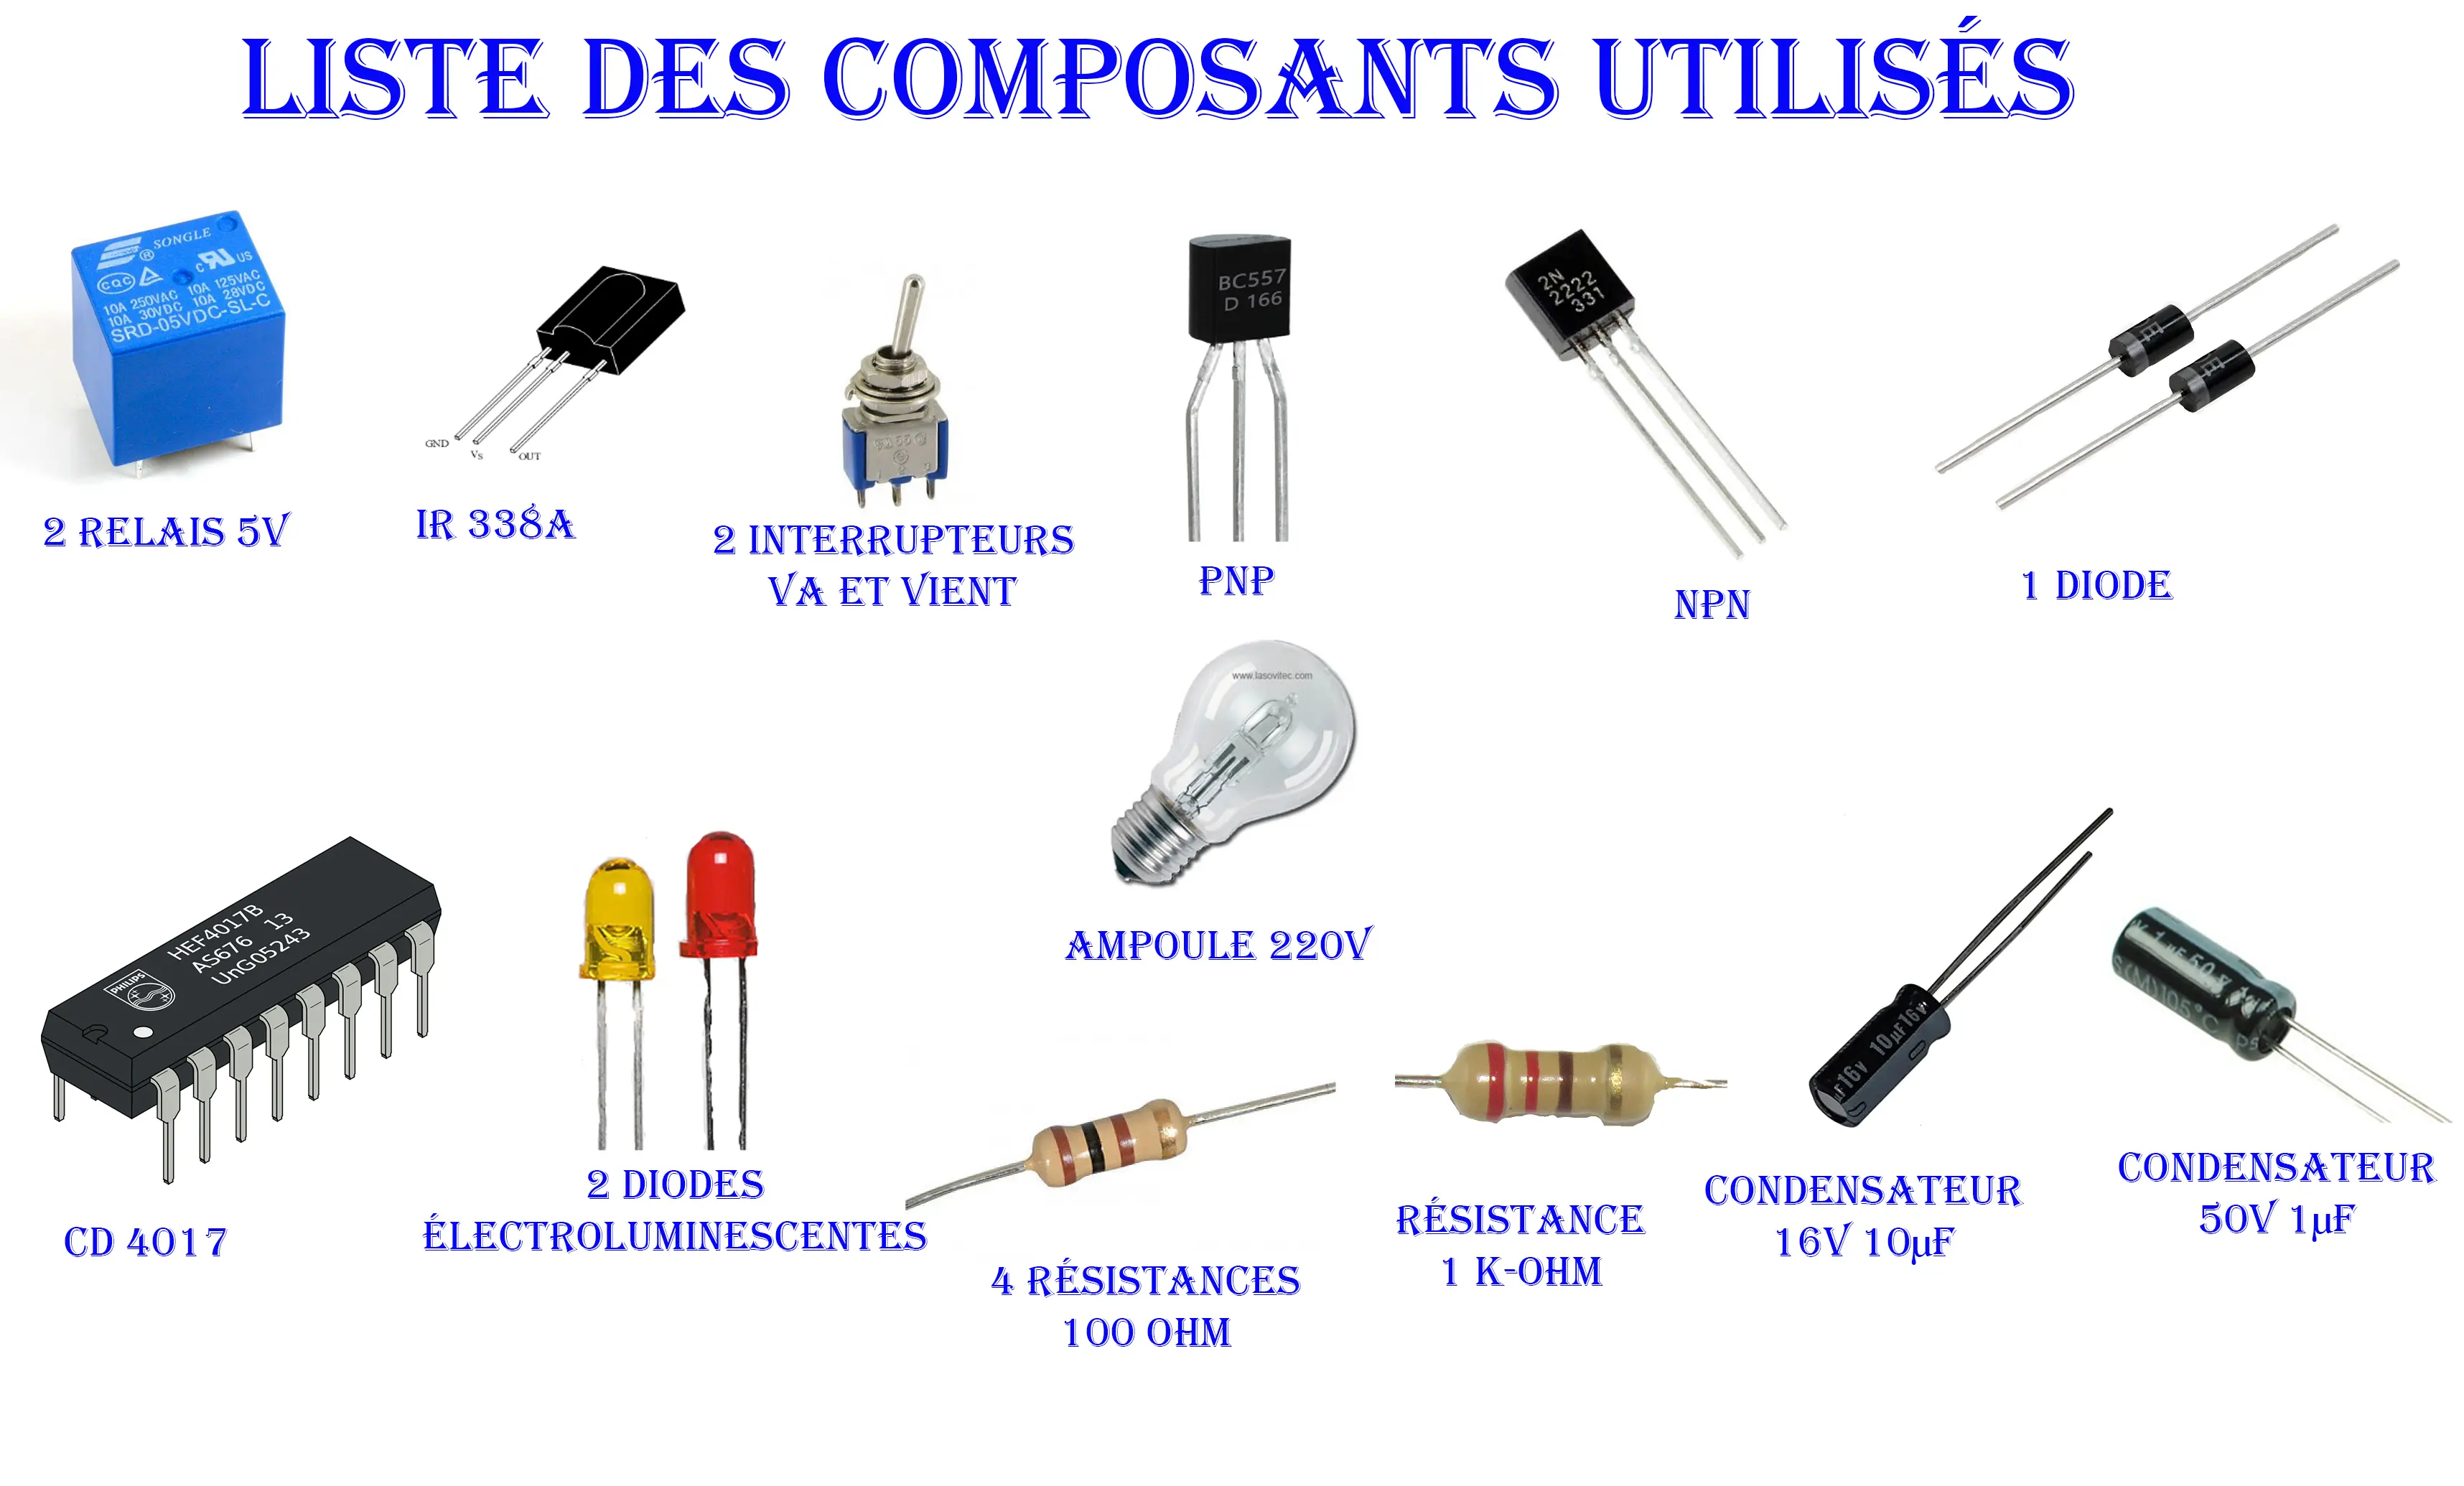 LISTE DES COMPOSANTS UTILISÉS
SONGLE
®
c US
CQC
10A 250VAC 10A 125VAC
10A 30VDC 10A 28VDC
SRD-05VDC-SL-C
2 RELAIS 5V
GND
Vs
OUT
IR 338A
2 INTERRUPTEURS
VA ET VIENT
BC557
D 166
PNP
2N
2222
331
NPN
1 DIODE
www.lasovitec.com
AMPOULE 220V
PHILIPS
HEF4017B
AS676 13
UnG05243
CD 4017
2 DIODES
ÉLECTROLUMINESCENTES
4 RÉSISTANCES
100 OHM
RÉSISTANCE
1 K-OHM
16v 10µF16v
CONDENSATEUR
16V 10µF
1µF50V
(M)105°C
CONDENSATEUR
50V 1µF